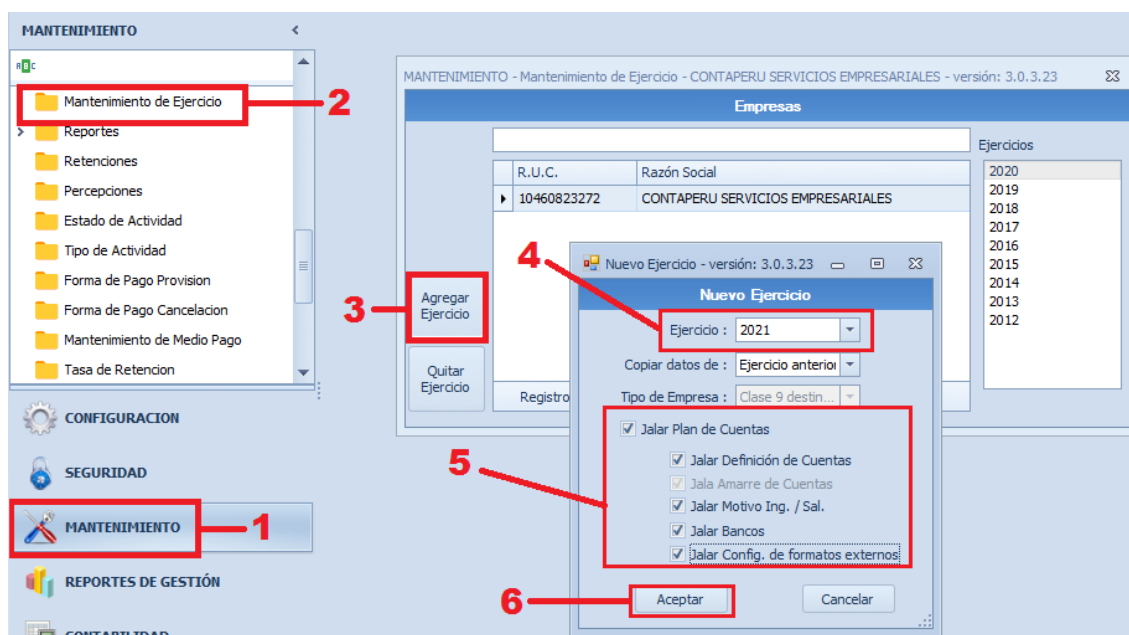 MANTENIMIENTO
Mantenimiento de Ejercicio
2
Reportes
Retenciones
Percepciones
Estado de Actividad
Tipo de Actividad
Forma de Pago Provision
Forma de Pago Cancelacion
Mantenimiento de Medio Pago
Tasa de Retencion
CONFIGURACION
SEGURIDAD
MANTENIMIENTO
1
REPORTES DE GESTIÓN
CONTABILIDAD
MANTENIMIENTO - Mantenimiento de Ejercicio - CONTAPERU SERVICIOS EMPRESARIALES - versión: 3.0.3.23
Empresas
R.U.C. Razón Social
10460823272 CONTAPERU SERVICIOS EMPRESARIALES
3
Agregar
Ejercicio
Quitar
Ejercicio
Registro
Ejercicios
2020
2019
2018
2017
2016
2015
2014
2013
2012
4
Nuevo Ejercicio - versión: 3.0.3.23
Nuevo Ejercicio
Ejercicio : 2021
Copiar datos de : Ejercicio anterior
Tipo de Empresa : Clase 9 destin...
5
Jalar Plan de Cuentas
Jalar Definición de Cuentas
Jala Amarre de Cuentas
Jalar Motivo Ing. / Sal.
Jalar Bancos
Jalar Config. de formatos externos
6
Aceptar Cancelar